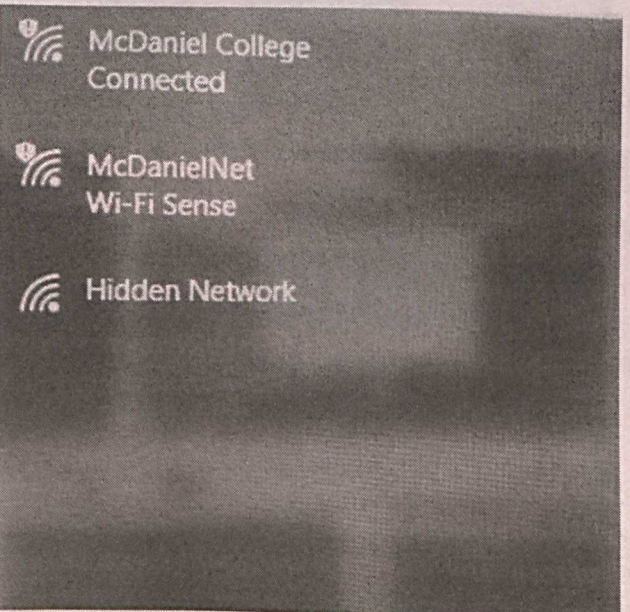 McDaniel College
Connected
McDanielNet
Wi-Fi Sense
Hidden Network